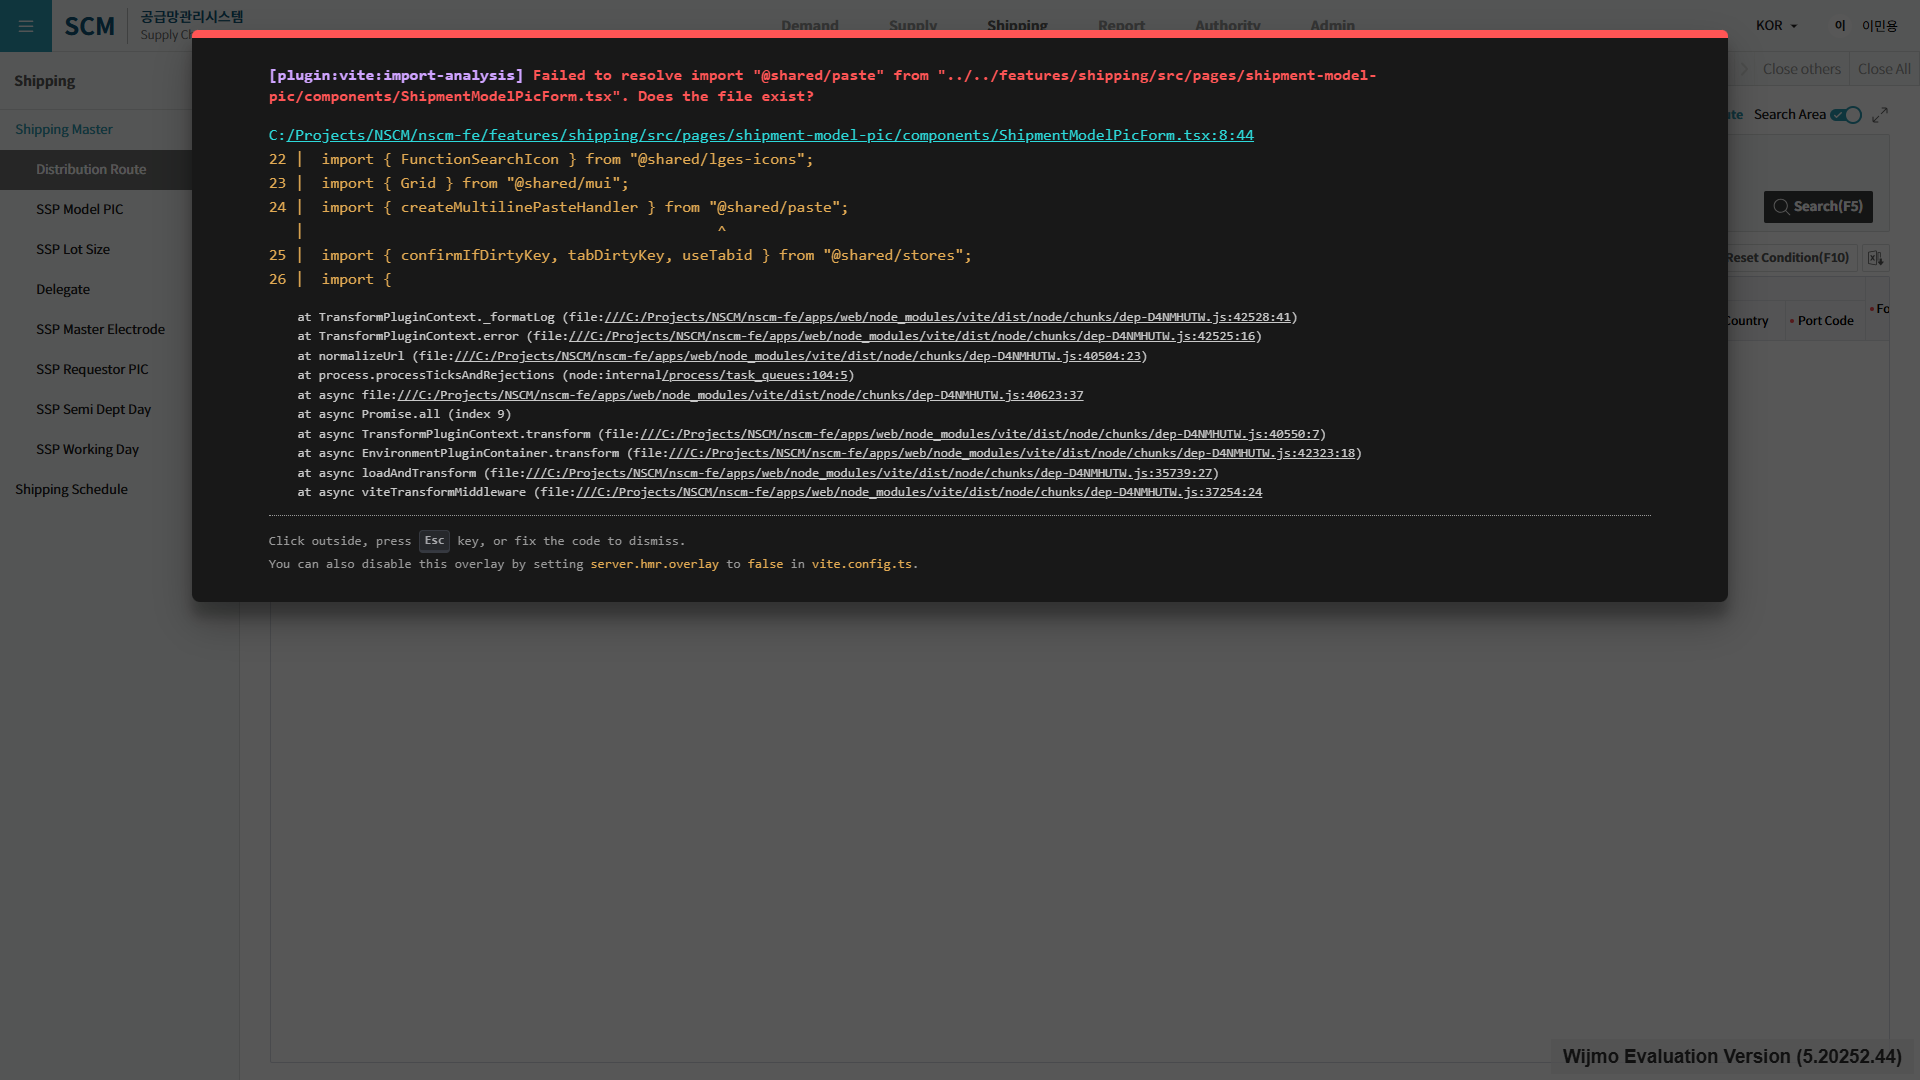 SCM
공급망관리시스템
Supply Ch
Demand
Supply
Shipping
Report
Authority
Admin
KOR
이
이민용
Shipping
Close others
Close All
Shipping Master
Distribution Route
SSP Model PIC
SSP Lot Size
Delegate
SSP Master Electrode
SSP Requestor PIC
SSP Semi Dept Day
SSP Working Day
Shipping Schedule
ute
Search Area
Search(F5)
Reset Condition(F10)
Country
Port Code
Fo
[plugin:vite:import-analysis] Failed to resolve import "@shared/paste" from "../../features/shipping/src/pages/shipment-model-
pic/components/ShipmentModelPicForm.tsx". Does the file exist?
C:/Projects/NSCM/nscm-fe/features/shipping/src/pages/shipment-model-pic/components/ShipmentModelPicForm.tsx:8:44
22 |  import { FunctionSearchIcon } from "@shared/lges-icons";
23 |  import { Grid } from "@shared/mui";
24 |  import { createMultilinePasteHandler } from "@shared/paste";
|                                               ^
25 |  import { confirmIfDirtyKey, tabDirtyKey, useTabid } from "@shared/stores";
26 |  import {
at TransformPluginContext._formatLog (file:///C:/Projects/NSCM/nscm-fe/apps/web/node_modules/vite/dist/node/chunks/dep-D4NMHUTW.js:42528:41)
at TransformPluginContext.error (file:///C:/Projects/NSCM/nscm-fe/apps/web/node_modules/vite/dist/node/chunks/dep-D4NMHUTW.js:42525:16)
at normalizeUrl (file:///C:/Projects/NSCM/nscm-fe/apps/web/node_modules/vite/dist/node/chunks/dep-D4NMHUTW.js:40504:23)
at process.processTicksAndRejections (node:internal/process/task_queues:104:5)
at async file:///C:/Projects/NSCM/nscm-fe/apps/web/node_modules/vite/dist/node/chunks/dep-D4NMHUTW.js:40623:37
at async Promise.all (index 9)
at async TransformPluginContext.transform (file:///C:/Projects/NSCM/nscm-fe/apps/web/node_modules/vite/dist/node/chunks/dep-D4NMHUTW.js:40550:7)
at async EnvironmentPluginContainer.transform (file:///C:/Projects/NSCM/nscm-fe/apps/web/node_modules/vite/dist/node/chunks/dep-D4NMHUTW.js:42323:18)
at async loadAndTransform (file:///C:/Projects/NSCM/nscm-fe/apps/web/node_modules/vite/dist/node/chunks/dep-D4NMHUTW.js:35739:27)
at async viteTransformMiddleware (file:///C:/Projects/NSCM/nscm-fe/apps/web/node_modules/vite/dist/node/chunks/dep-D4NMHUTW.js:37254:24
Click outside, press Esc key, or fix the code to dismiss.
You can also disable this overlay by setting server.hmr.overlay to false in vite.config.ts.
Wijmo Evaluation Version (5.20252.44)